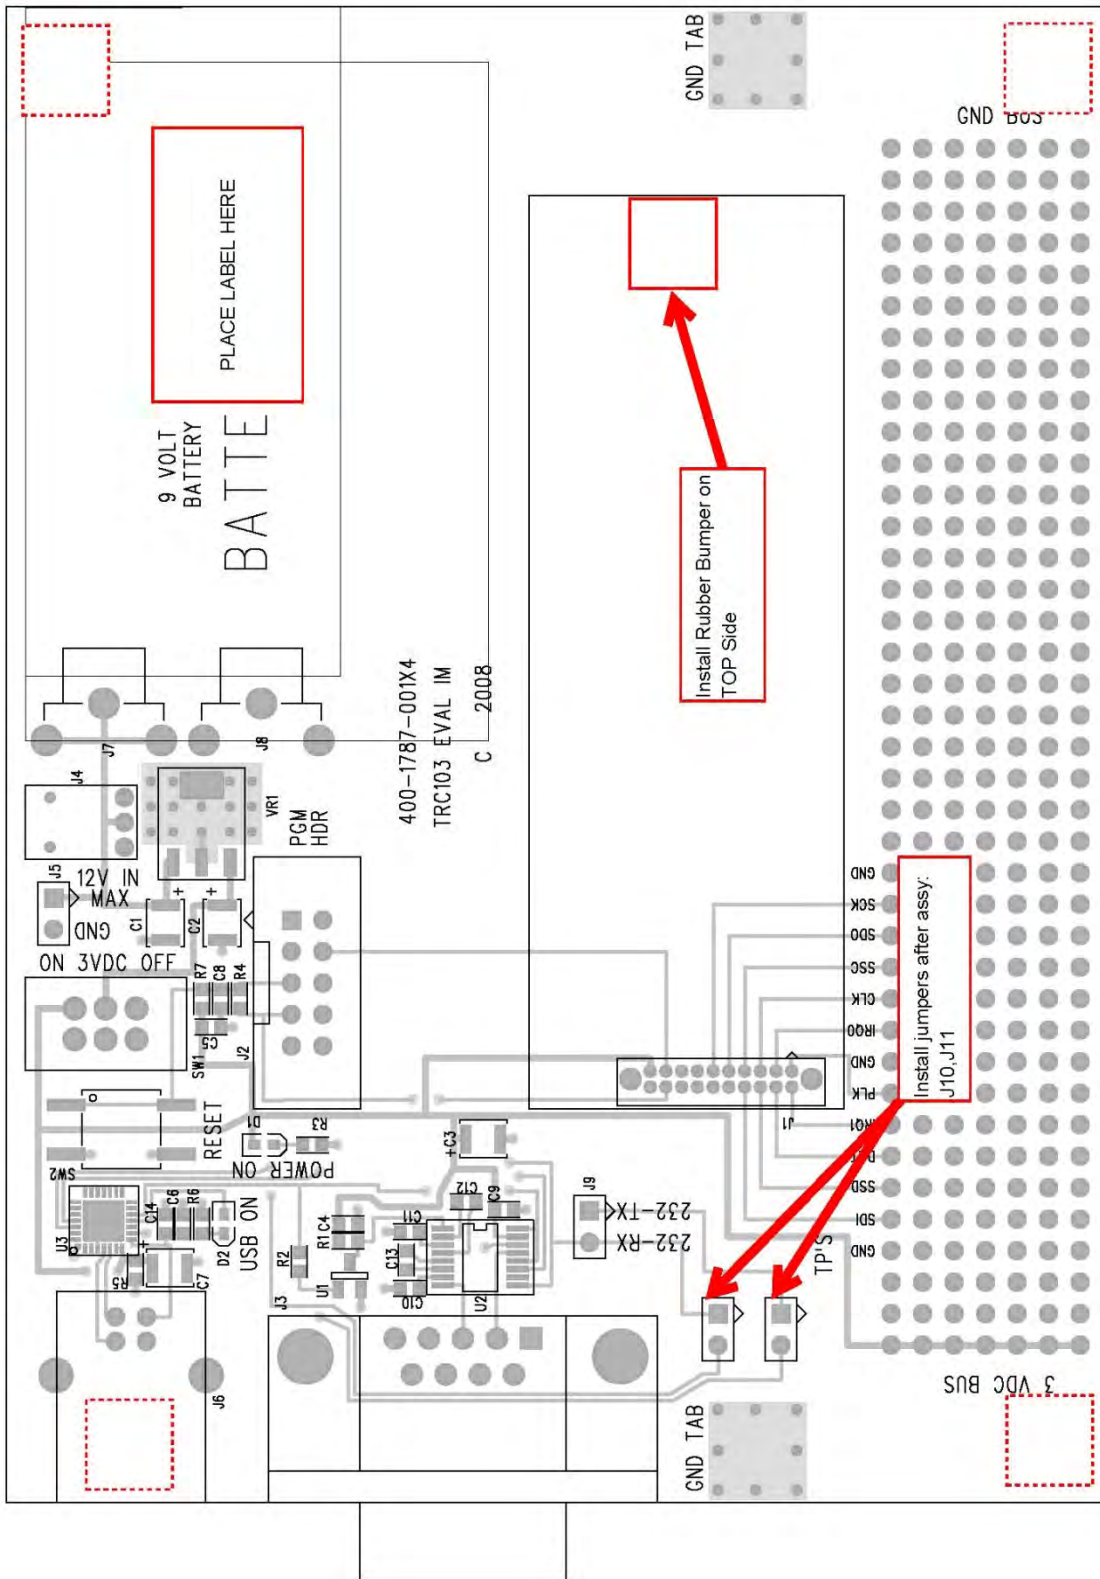 GND TAB
GND BUS
PLACE LABEL HERE
9 VOLT
BATTERY
BATTE
Install Rubber Bumper on
TOP Side
400-1787-001X4
TRC103 EVAL IM
C 2008
J7
J8
J4
VR1
PGM
HDR
J5
12V IN
MAX
GND
C1
+
C2
+
ON 3VDC OFF
R7
C8
R4
C5
SW1
J2
GND
SCK
SDO
SSC
CLK
IRQ0
GND
PLK
IRQ1
SSD
SDI
GND
Install jumpers after assy:
J10,J11
J1
RESET
SW2
D1
R3
POWER ON
+C3
U3
C14
C6
R6
+
R5
C7
D2
USB ON
R2
R1
C4
U1
C11
C12
C9
C13
C10
U2
J9
232-TX
232-RX
TP'S
J3
J6
GND TAB
3 VDC BUS